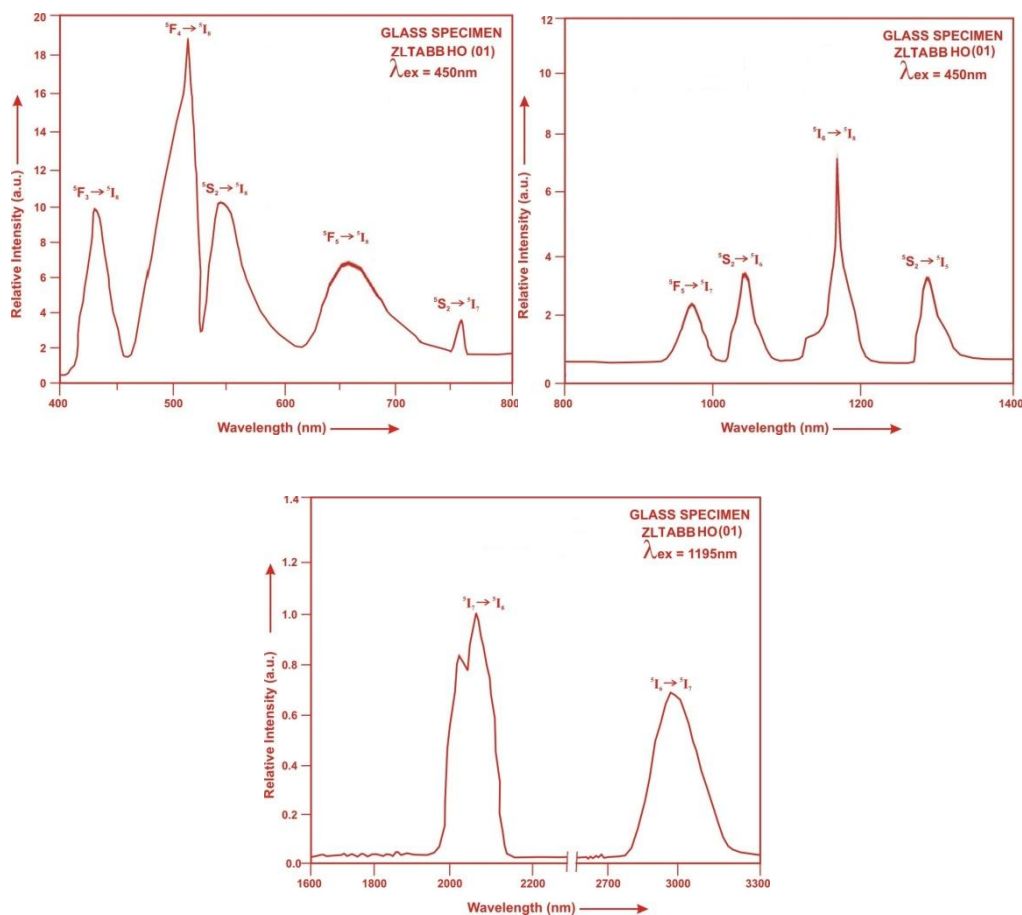 20
18
16
14
12
10
8
6
4
2
0
Relative Intensity (a.u.)
⁵F₄→⁵I₈
GLASS SPECIMEN
ZLTABB HO (01)
λex = 450nm
⁵F₃→⁵I₈
⁵S₂→⁵I₈
⁵F₅→⁵I₈
⁵S₂→⁵I₇
400
500
600
700
800
Wavelength (nm)
12
10
8
6
4
2
0
Relative Intensity (a.u.)
GLASS SPECIMEN
ZLTABB HO(01)
λex = 450nm
⁵I₆→⁵I₈
⁵S₂→⁵I₆
⁵S₂→⁵I₅
⁵F₅→⁵I₇
800
1000
1200
1400
Wavelength (nm)
1.4
1.2
1.0
0.8
0.6
0.4
0.2
0.0
Relative Intensity (a.u.)
GLASS SPECIMEN
ZLTABB HO(01)
λex = 1195nm
⁵I₇→⁵I₈
⁵I₆→⁵I₇
1600
1800
2000
2200
2700
3000
3300
Wavelength (nm)